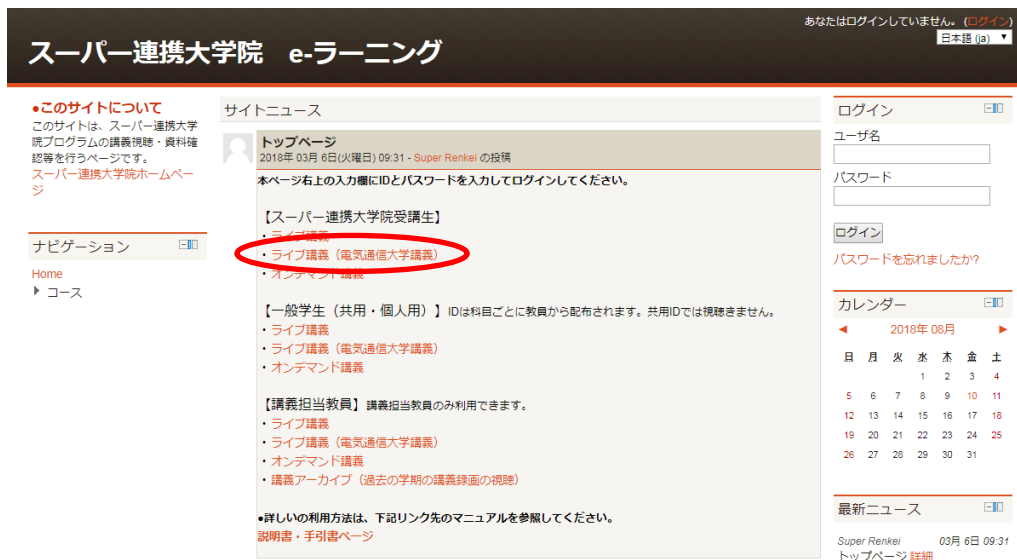 あなたはログインしていません。 (ログイン)
日本語 (ja) ▼
スーパー連携大学院 e-ラーニング
●このサイトについて
このサイトは、スーパー連携大学
院プログラムの講義視聴・資料確
認等を行うページです。
スーパー連携大学院ホームペー
ジ
ナビゲーション
Home
コース
サイトニュース
トップページ
2018年 03月 6日(火曜日) 09:31 - Super Renkei の投稿
本ページ右上の入力欄にIDとパスワードを入力してログインしてください。
【スーパー連携大学院受講生】
・ライブ講義
・ライブ講義（電気通信大学講義）
・オンデマンド講義
【一般学生（共用・個人用）】IDは科目ごとに教員から配布されます。共用IDでは視聴きません。
・ライブ講義
・ライブ講義（電気通信大学講義）
・オンデマンド講義
【講義担当教員】講義担当教員のみ利用できます。
・ライブ講義
・ライブ講義（電気通信大学講義）
・オンデマンド講義
・講義アーカイブ（過去の学期の講義録画の視聴）
●詳しいの利用方法は、下記リンク先のマニュアルを参照してください。
説明書・手引書ページ
ログイン
ユーザ名
パスワード
ログイン
パスワードを忘れましたか?
カレンダー
◀ 2018年 08月 ▶
日 月 火 水 木 金 土
1 2 3 4
5 6 7 8 9 10 11
12 13 14 15 16 17 18
19 20 21 22 23 24 25
26 27 28 29 30 31
最新ニュース
Super Renkei 03月 6日 09:31
トップページ 詳細